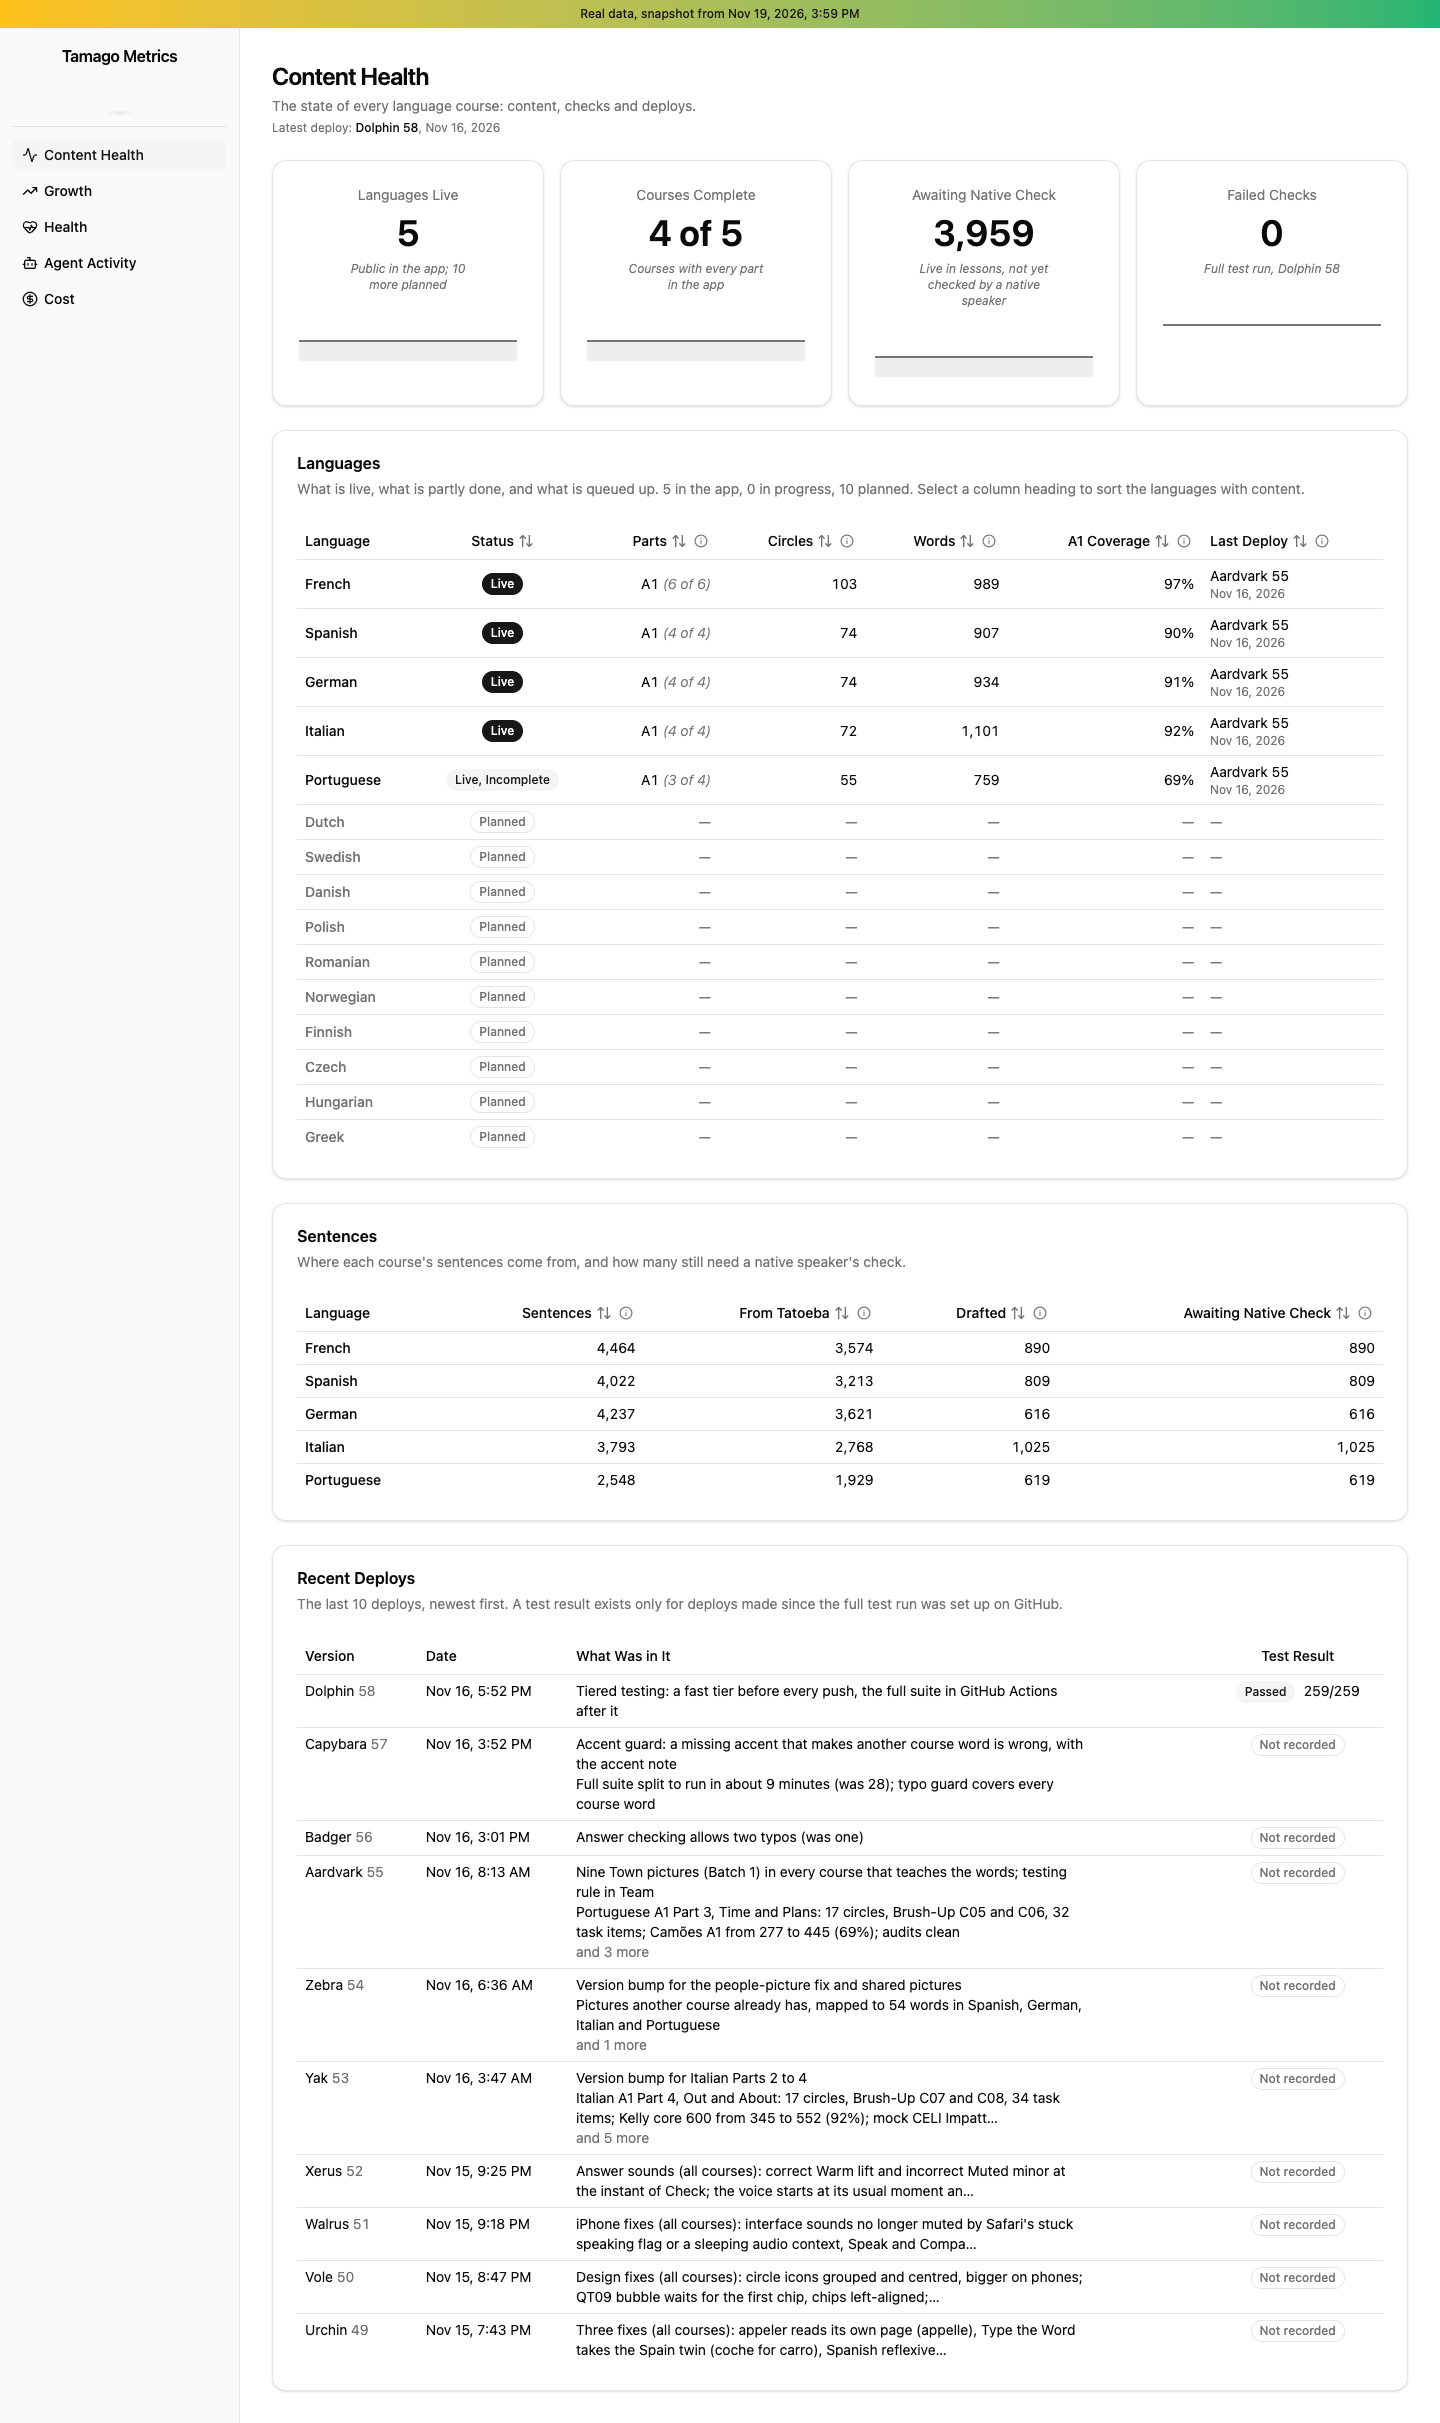 Real data, snapshot from Nov 19, 2026, 3:59 PM
Tamago Metrics
Content Health
Growth
Health
Agent Activity
Cost
Content Health
The state of every language course: content, checks and deploys.
Latest deploy: Dolphin 58, Nov 16, 2026
Languages Live
5
Public in the app; 10
more planned
Courses Complete
4 of 5
Courses with every part
in the app
Awaiting Native Check
3,959
Live in lessons, not yet
checked by a native
speaker
Failed Checks
0
Full test run, Dolphin 58
Languages
What is live, what is partly done, and what is queued up. 5 in the app, 0 in progress, 10 planned. Select a column heading to sort the languages with content.
Language Status Parts Circles Words A1 Coverage Last Deploy
French Live A1 (6 of 6) 103 989 97% Aardvark 55
Nov 16, 2026
Spanish Live A1 (4 of 4) 74 907 90% Aardvark 55
Nov 16, 2026
German Live A1 (4 of 4) 74 934 91% Aardvark 55
Nov 16, 2026
Italian Live A1 (4 of 4) 72 1,101 92% Aardvark 55
Nov 16, 2026
Portuguese Live, Incomplete A1 (3 of 4) 55 759 69% Aardvark 55
Nov 16, 2026
Dutch Planned — — — — —
Swedish Planned — — — — —
Danish Planned — — — — —
Polish Planned — — — — —
Romanian Planned — — — — —
Norwegian Planned — — — — —
Finnish Planned — — — — —
Czech Planned — — — — —
Hungarian Planned — — — — —
Greek Planned — — — — —
Sentences
Where each course's sentences come from, and how many still need a native speaker's check.
Language Sentences From Tatoeba Drafted Awaiting Native Check
French 4,464 3,574 890 890
Spanish 4,022 3,213 809 809
German 4,237 3,621 616 616
Italian 3,793 2,768 1,025 1,025
Portuguese 2,548 1,929 619 619
Recent Deploys
The last 10 deploys, newest first. A test result exists only for deploys made since the full test run was set up on GitHub.
Version Date What Was in It Test Result
Dolphin 58 Nov 16, 5:52 PM Tiered testing: a fast tier before every push, the full suite in GitHub Actions Passed 259/259
after it
Capybara 57 Nov 16, 3:52 PM Accent guard: a missing accent that makes another course word is wrong, with Not recorded
the accent note
Full suite split to run in about 9 minutes (was 28); typo guard covers every
course word
Badger 56 Nov 16, 3:01 PM Answer checking allows two typos (was one) Not recorded
Aardvark 55 Nov 16, 8:13 AM Nine Town pictures (Batch 1) in every course that teaches the words; testing Not recorded
rule in Team
Portuguese A1 Part 3, Time and Plans: 17 circles, Brush-Up C05 and C06, 32
task items; Camões A1 from 277 to 445 (69%); audits clean
and 3 more
Zebra 54 Nov 16, 6:36 AM Version bump for the people-picture fix and shared pictures Not recorded
Pictures another course already has, mapped to 54 words in Spanish, German,
Italian and Portuguese
and 1 more
Yak 53 Nov 16, 3:47 AM Version bump for Italian Parts 2 to 4 Not recorded
Italian A1 Part 4, Out and About: 17 circles, Brush-Up C07 and C08, 34 task
items; Kelly core 600 from 345 to 552 (92%); mock CELI Impatt...
and 5 more
Xerus 52 Nov 15, 9:25 PM Answer sounds (all courses): correct Warm lift and incorrect Muted minor at Not recorded
the instant of Check; the voice starts at its usual moment an...
Walrus 51 Nov 15, 9:18 PM iPhone fixes (all courses): interface sounds no longer muted by Safari's stuck Not recorded
speaking flag or a sleeping audio context, Speak and Compa...
Vole 50 Nov 15, 8:47 PM Design fixes (all courses): circle icons grouped and centred, bigger on phones; Not recorded
QT09 bubble waits for the first chip, chips left-aligned;...
Urchin 49 Nov 15, 7:43 PM Three fixes (all courses): appeler reads its own page (appelle), Type the Word Not recorded
takes the Spain twin (coche for carro), Spanish reflexive...